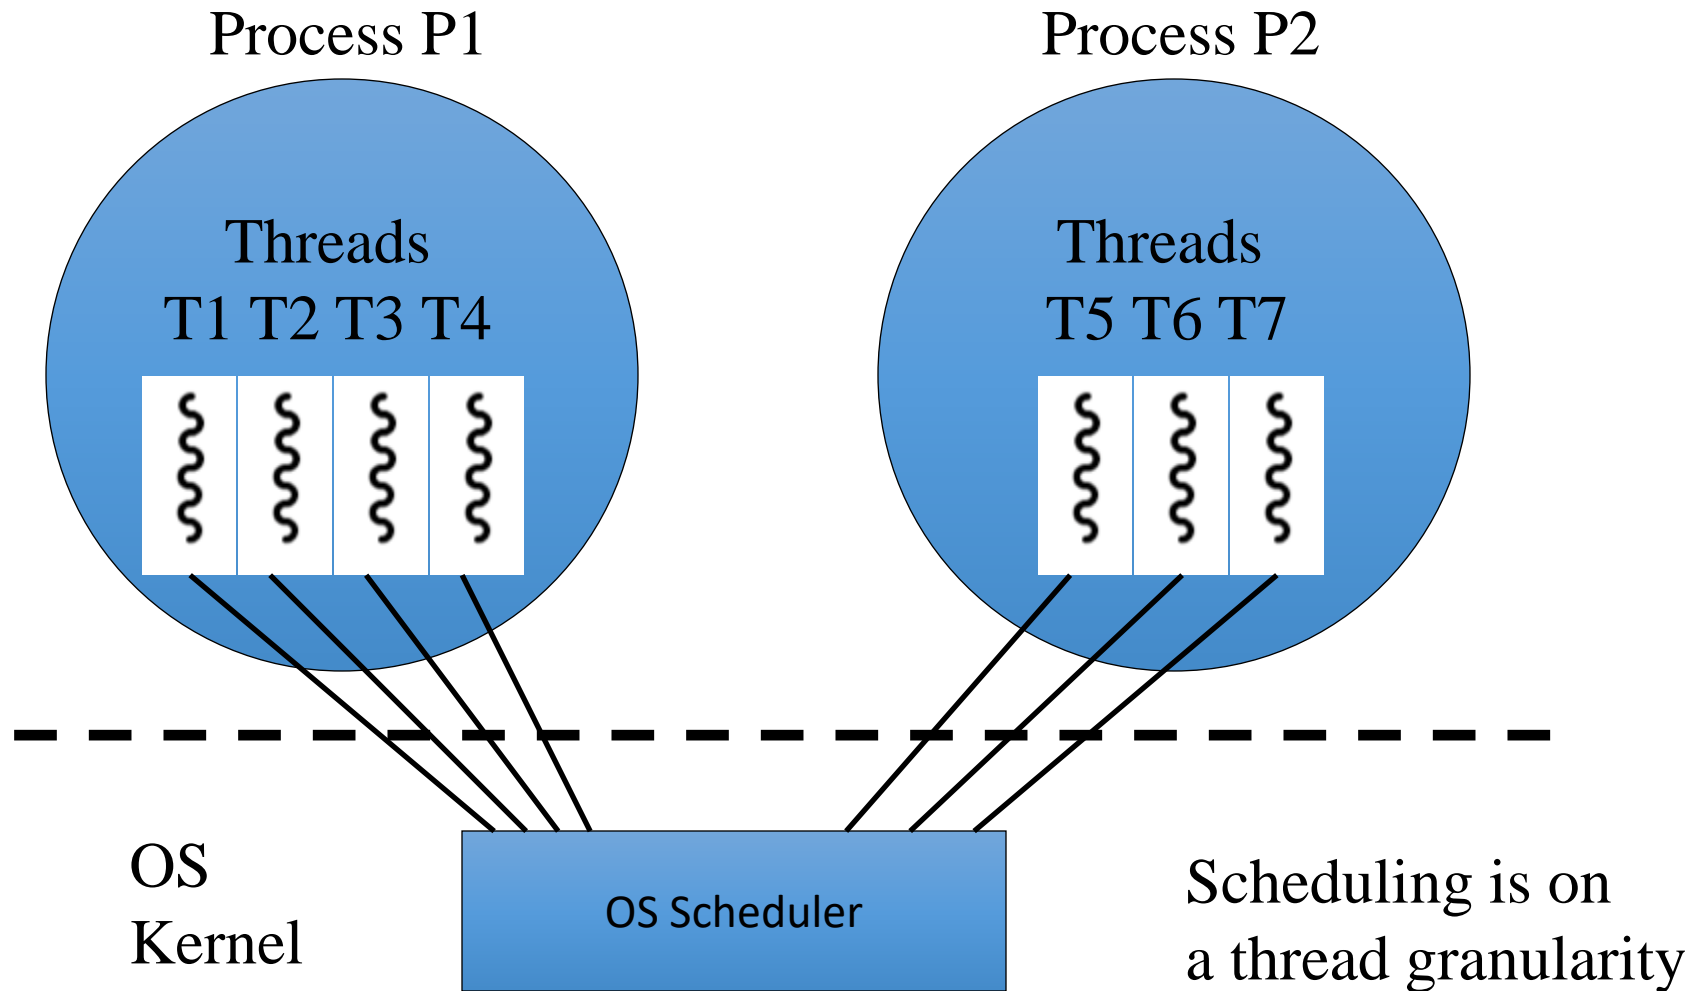 Process P1
Process P2
Threads
T1 T2 T3 T4
Threads
T5 T6 T7
OS
Kernel
OS Scheduler
Scheduling is on
a thread granularity